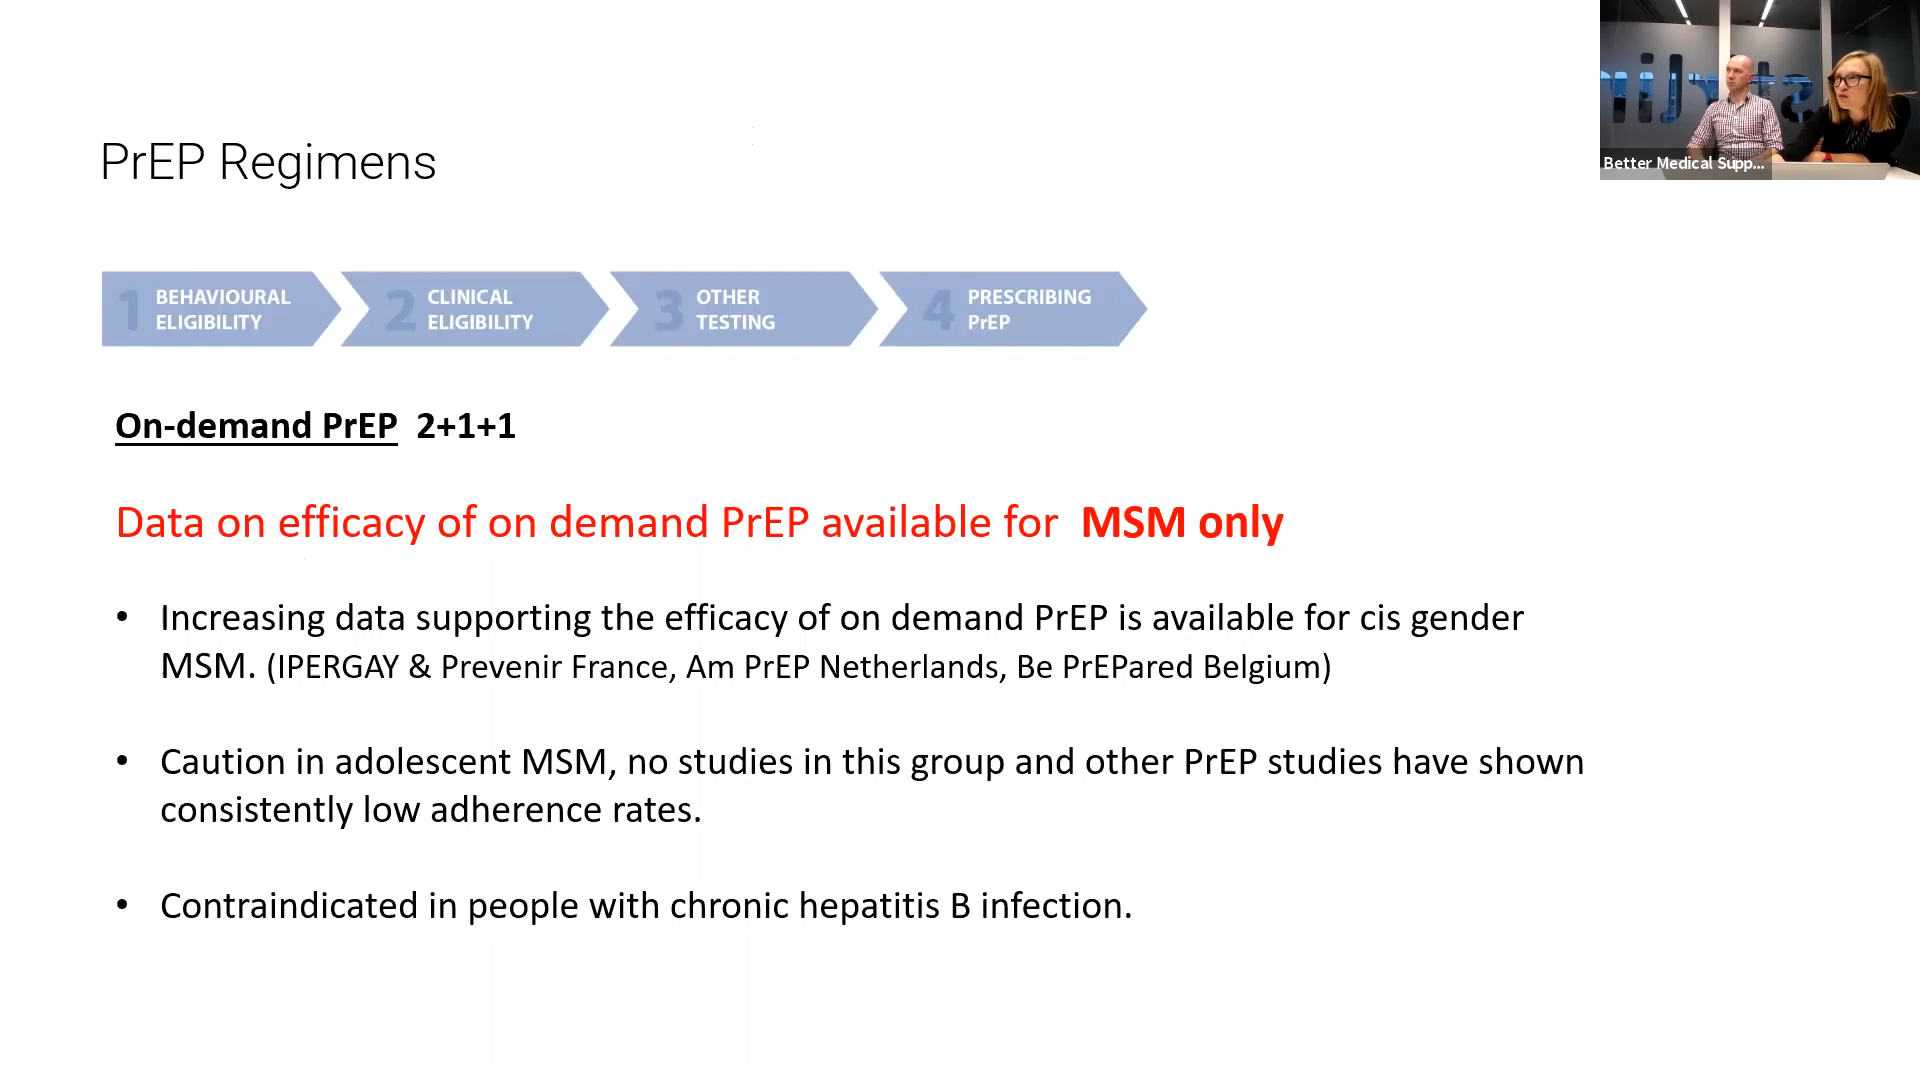 PrEP Regimens
Better Medical Supp...
1 BEHAVIOURAL
ELIGIBILITY
2 CLINICAL
ELIGIBILITY
3 OTHER
TESTING
4 PRESCRIBING
PrEP
On-demand PrEP 2+1+1
Data on efficacy of on demand PrEP available for MSM only
• Increasing data supporting the efficacy of on demand PrEP is available for cis gender
MSM. (IPERGAY & Prevenir France, Am PrEP Netherlands, Be PrEPared Belgium)
• Caution in adolescent MSM, no studies in this group and other PrEP studies have shown
consistently low adherence rates.
• Contraindicated in people with chronic hepatitis B infection.